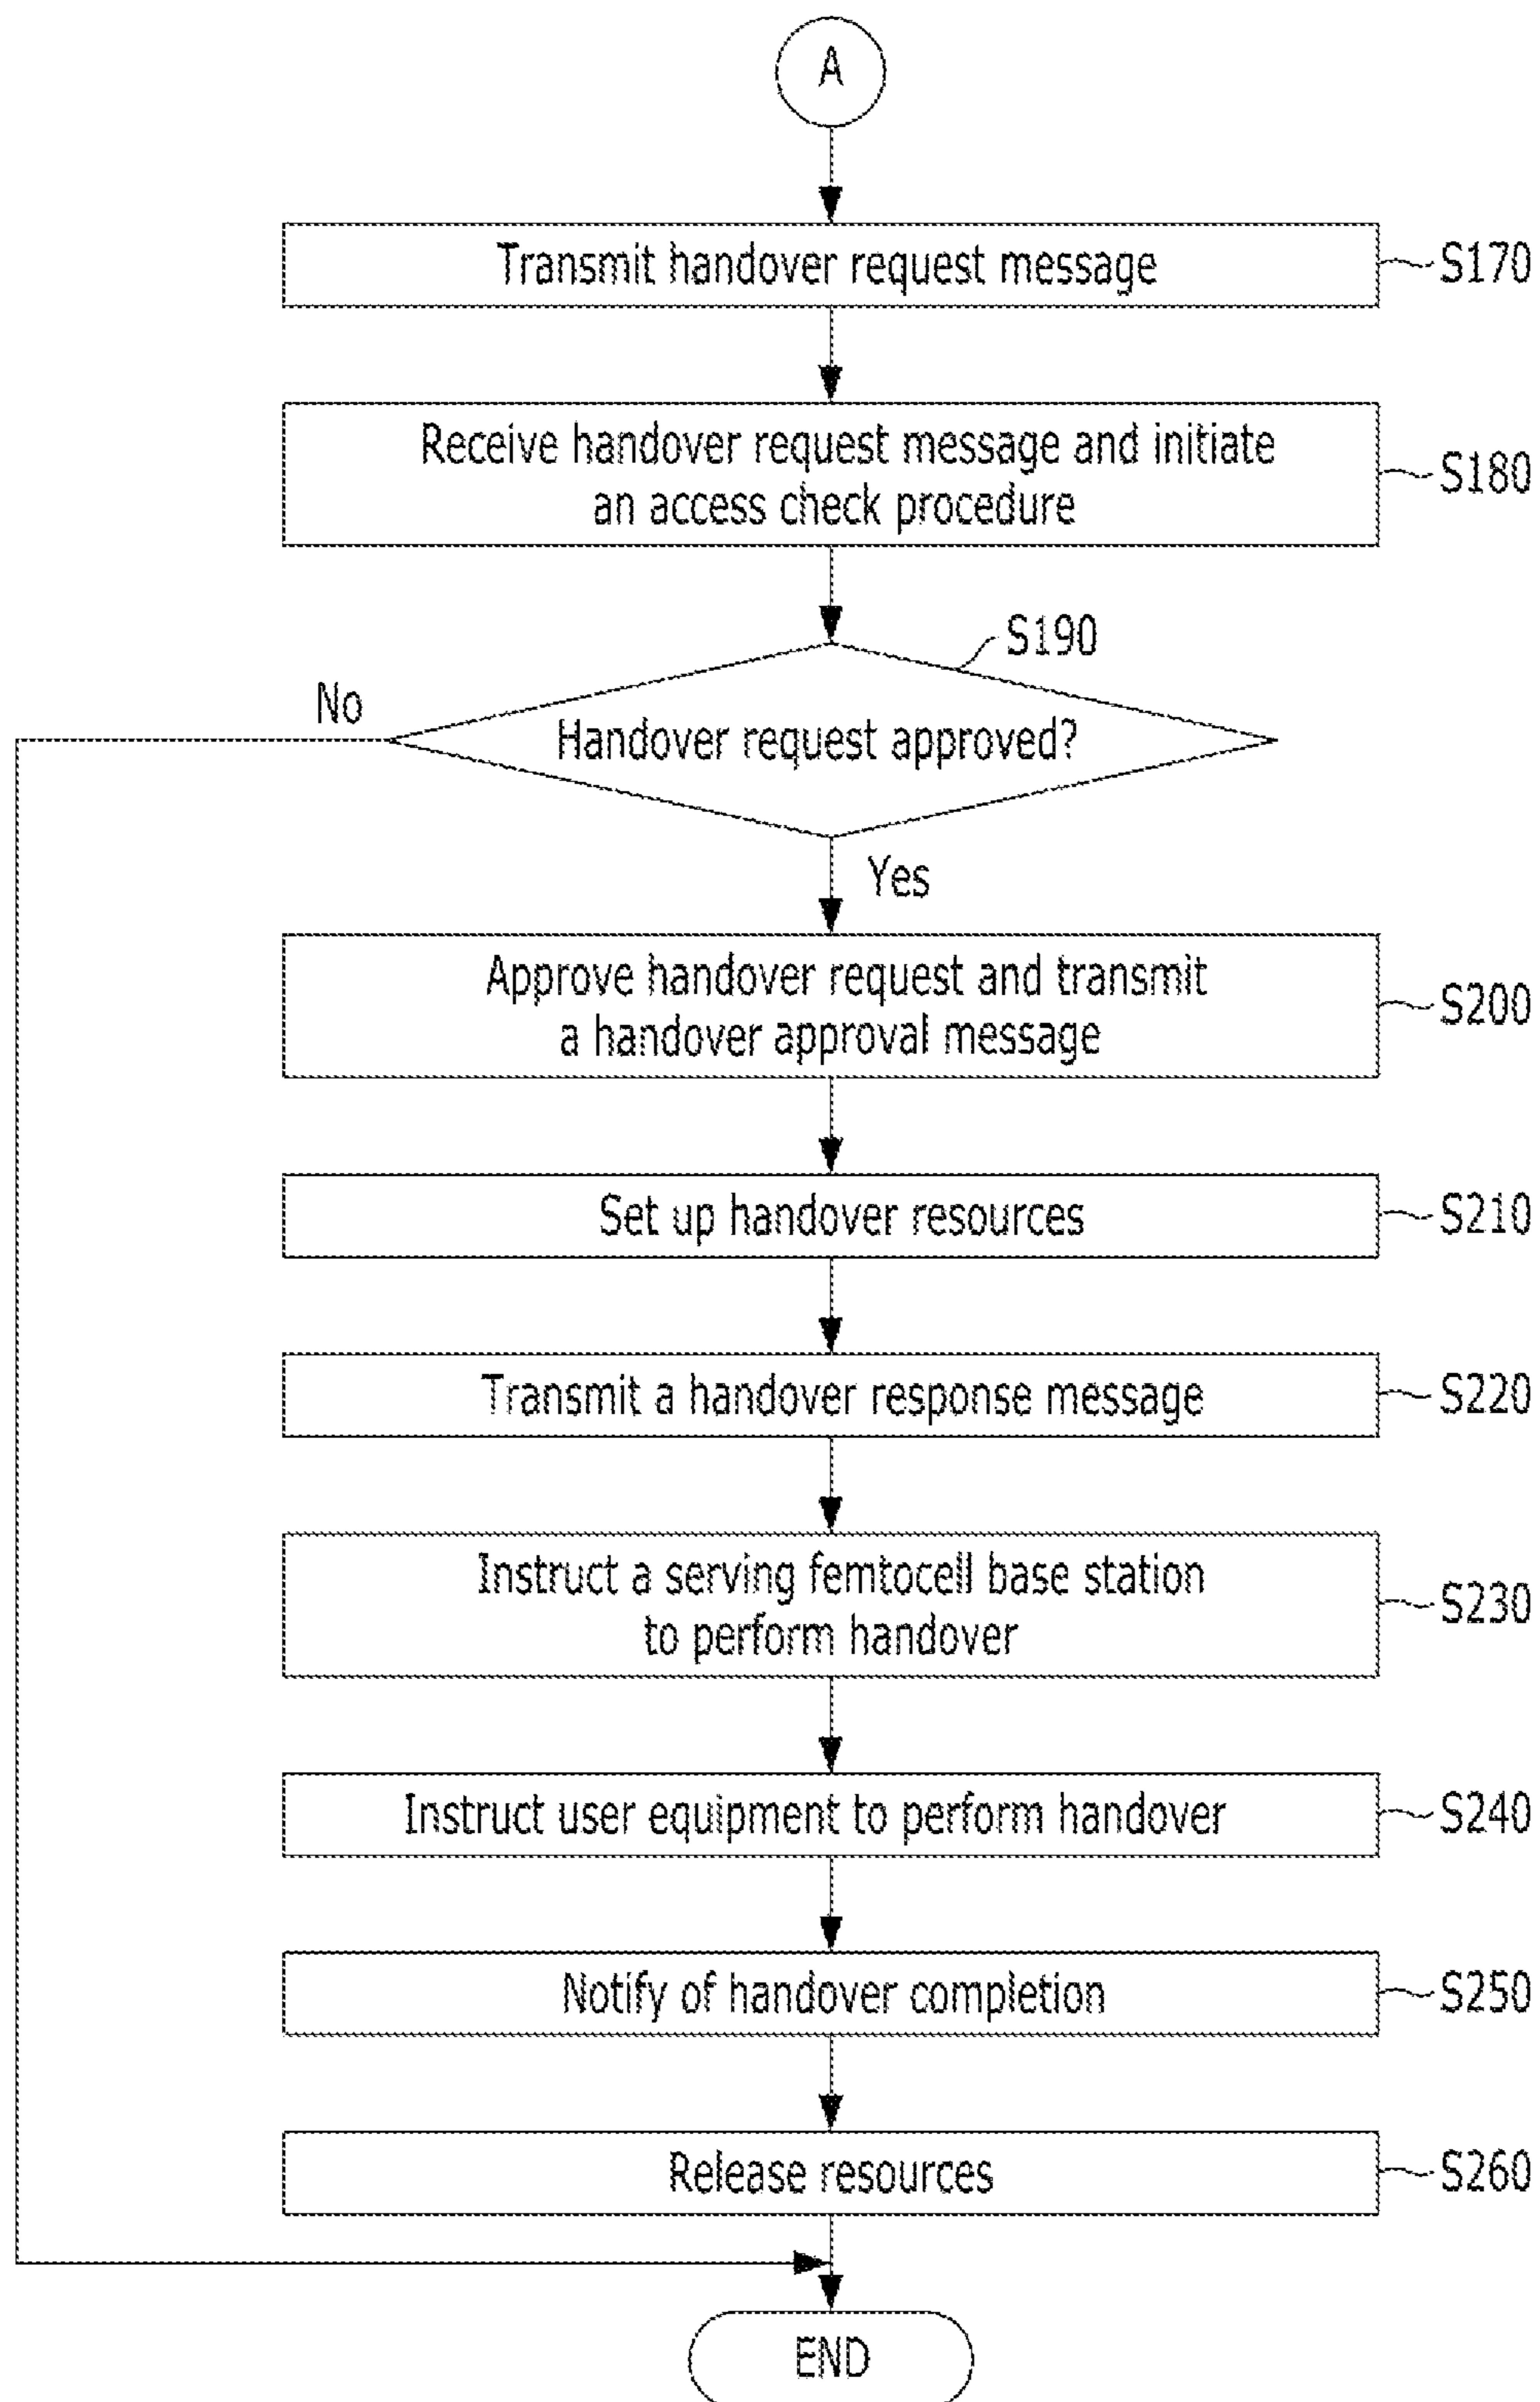 A
Transmit handover request message
S170
Receive handover request message and initiate
an access check procedure
S180
S190
No
Handover request approved?
Yes
Approve handover request and transmit
a handover approval message
S200
Set up handover resources
S210
Transmit a handover response message
S220
Instruct a serving femtocell base station
to perform handover
S230
Instruct user equipment to perform handover
S240
Notify of handover completion
S250
Release resources
S260
END